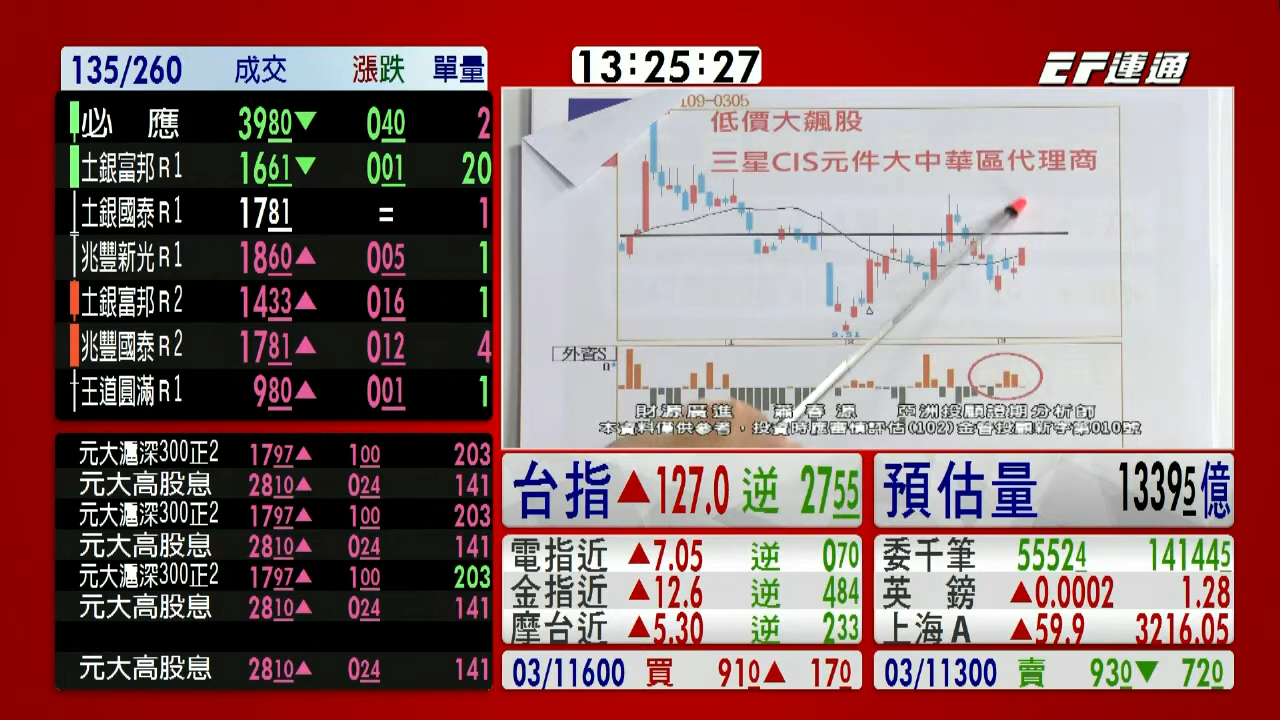 135/260 成交 漲跌 單量
必 應 3980▼ 040 2
土銀富邦R1 1661▼ 001 20
土銀國泰R1 1781 = 1
兆豐新光R1 1860▲ 005 1
土銀富邦R2 1433▲ 016 1
兆豐國泰R2 1781▲ 012 4
王道圓滿R1 980▲ 001 1
元大滬深300正2 1797▲ 100 203
元大高股息 2810▲ 024 141
元大滬深300正2 1797▲ 100 203
元大高股息 2810▲ 024 141
元大滬深300正2 1797▲ 100 203
元大高股息 2810▲ 024 141
元大高股息 2810▲ 024 141
13:25:27
EF運通
109-0305
低價大飆股
三星CIS元件大中華區代理商
9.51
外資S
0
財源廣進 蕭春源 亞洲投顧證期分析師
本資料僅供參考，投資時應審慎評估(102)金管投顧新字第010號
台指▲127.0 逆 2755
電指近 ▲7.05 逆 070
金指近 ▲12.6 逆 484
摩台近 ▲5.30 逆 233
03/11600 買 910▲ 170
預估量 13395億
委千筆 55524 141445
英 鎊 ▲0.0002 1.28
上海A ▲59.9 3216.05
03/11300 賣 930▼ 720